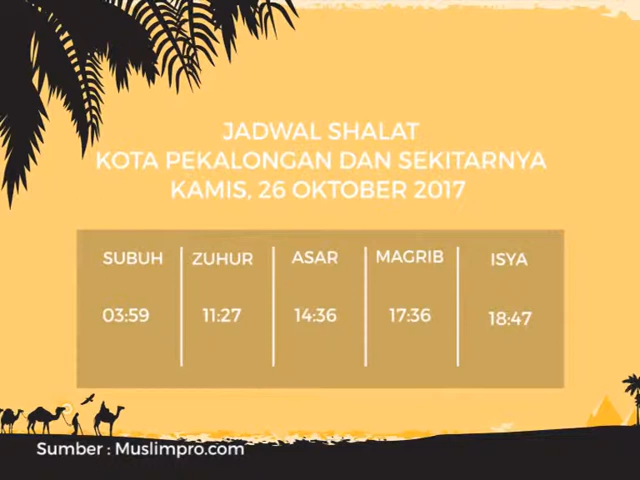 JADWAL SHALAT
KOTA PEKALONGAN DAN SEKITARNYA
KAMIS, 26 OKTOBER 2017
SUBUH ZUHUR ASAR MAGRIB ISYA
03:59 11:27 14:36 17:36 18:47
Sumber : Muslimpro.com